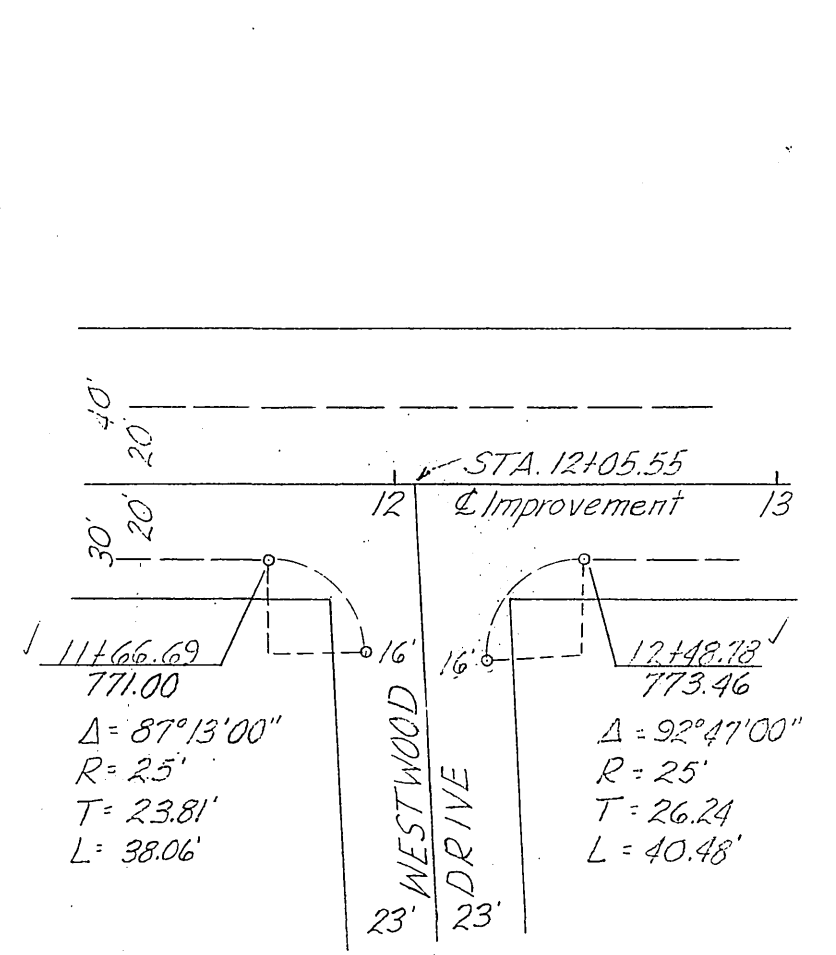 40'
20'
STA. 12+05.55
12
℄ Improvement
13
20'
30'
16'
16'
√ 11+66.69
771.00
Δ = 87°13'00"
R = 25'
T = 23.81'
L = 38.06'
12+48.78 √
773.46
Δ = 92°47'00"
R = 25'
T = 26.24
L = 40.48'
WESTWOOD
DRIVE
23'
23'